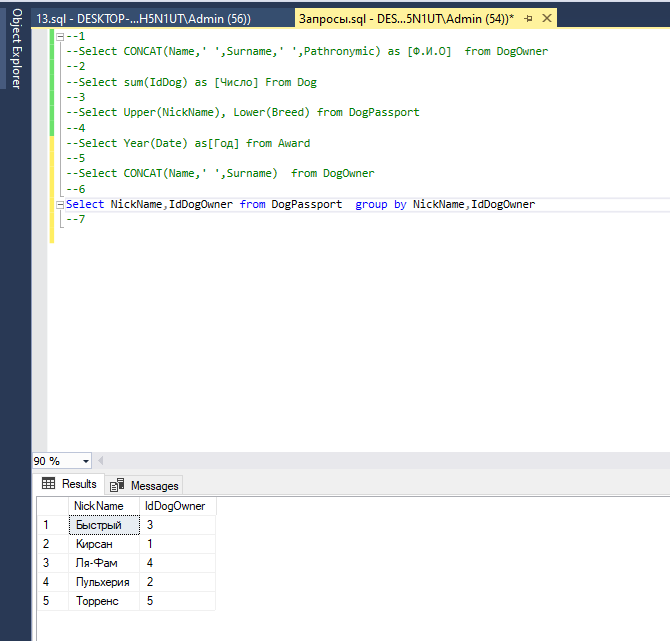 Object Explorer
13.sql - DESKTOP-...H5N1UT\Admin (56))
Запросы.sql - DES...5N1UT\Admin (54))*
--1
--Select CONCAT(Name,' ',Surname,' ',Pathronymic) as [Ф.И.О]  from DogOwner
--2
--Select sum(IdDog) as [Число] From Dog
--3
--Select Upper(NickName), Lower(Breed) from DogPassport
--4
--Select Year(Date) as[Год] from Award
--5
--Select CONCAT(Name,' ',Surname)  from DogOwner
--6
Select NickName,IdDogOwner from DogPassport  group by NickName,IdDogOwner
--7
90 %
Results
Messages
NickName IdDogOwner
1 Быстрый 3
2 Кирсан 1
3 Ля-Фам 4
4 Пульхерия 2
5 Торренс 5